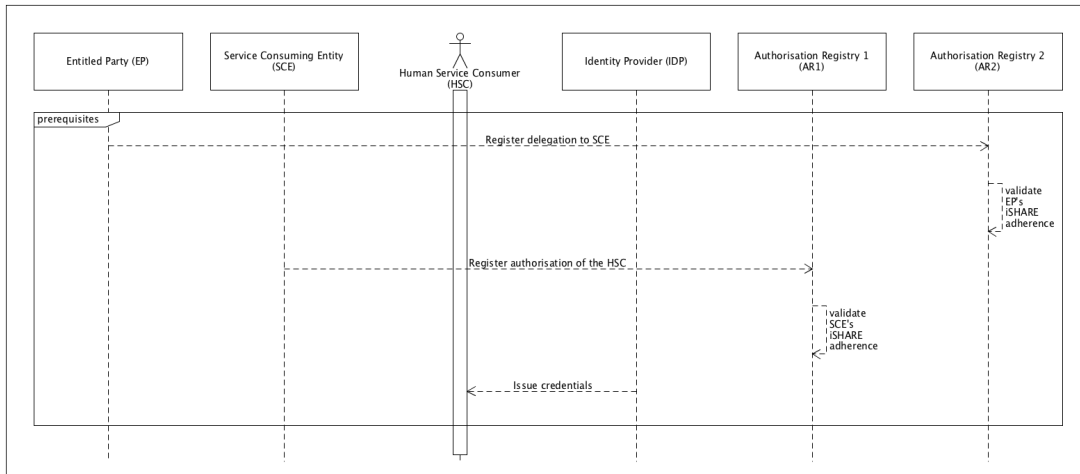 Entitled Party (EP)
Service Consuming Entity
(SCE)
Human Service Consumer
(HSC)
Identity Provider (IDP)
Authorisation Registry 1
(AR1)
Authorisation Registry 2
(AR2)
prerequisites
Register delegation to SCE
validate
EP's
iSHARE
adherence
Register authorisation of the HSC
validate
SCE's
iSHARE
adherence
Issue credentials